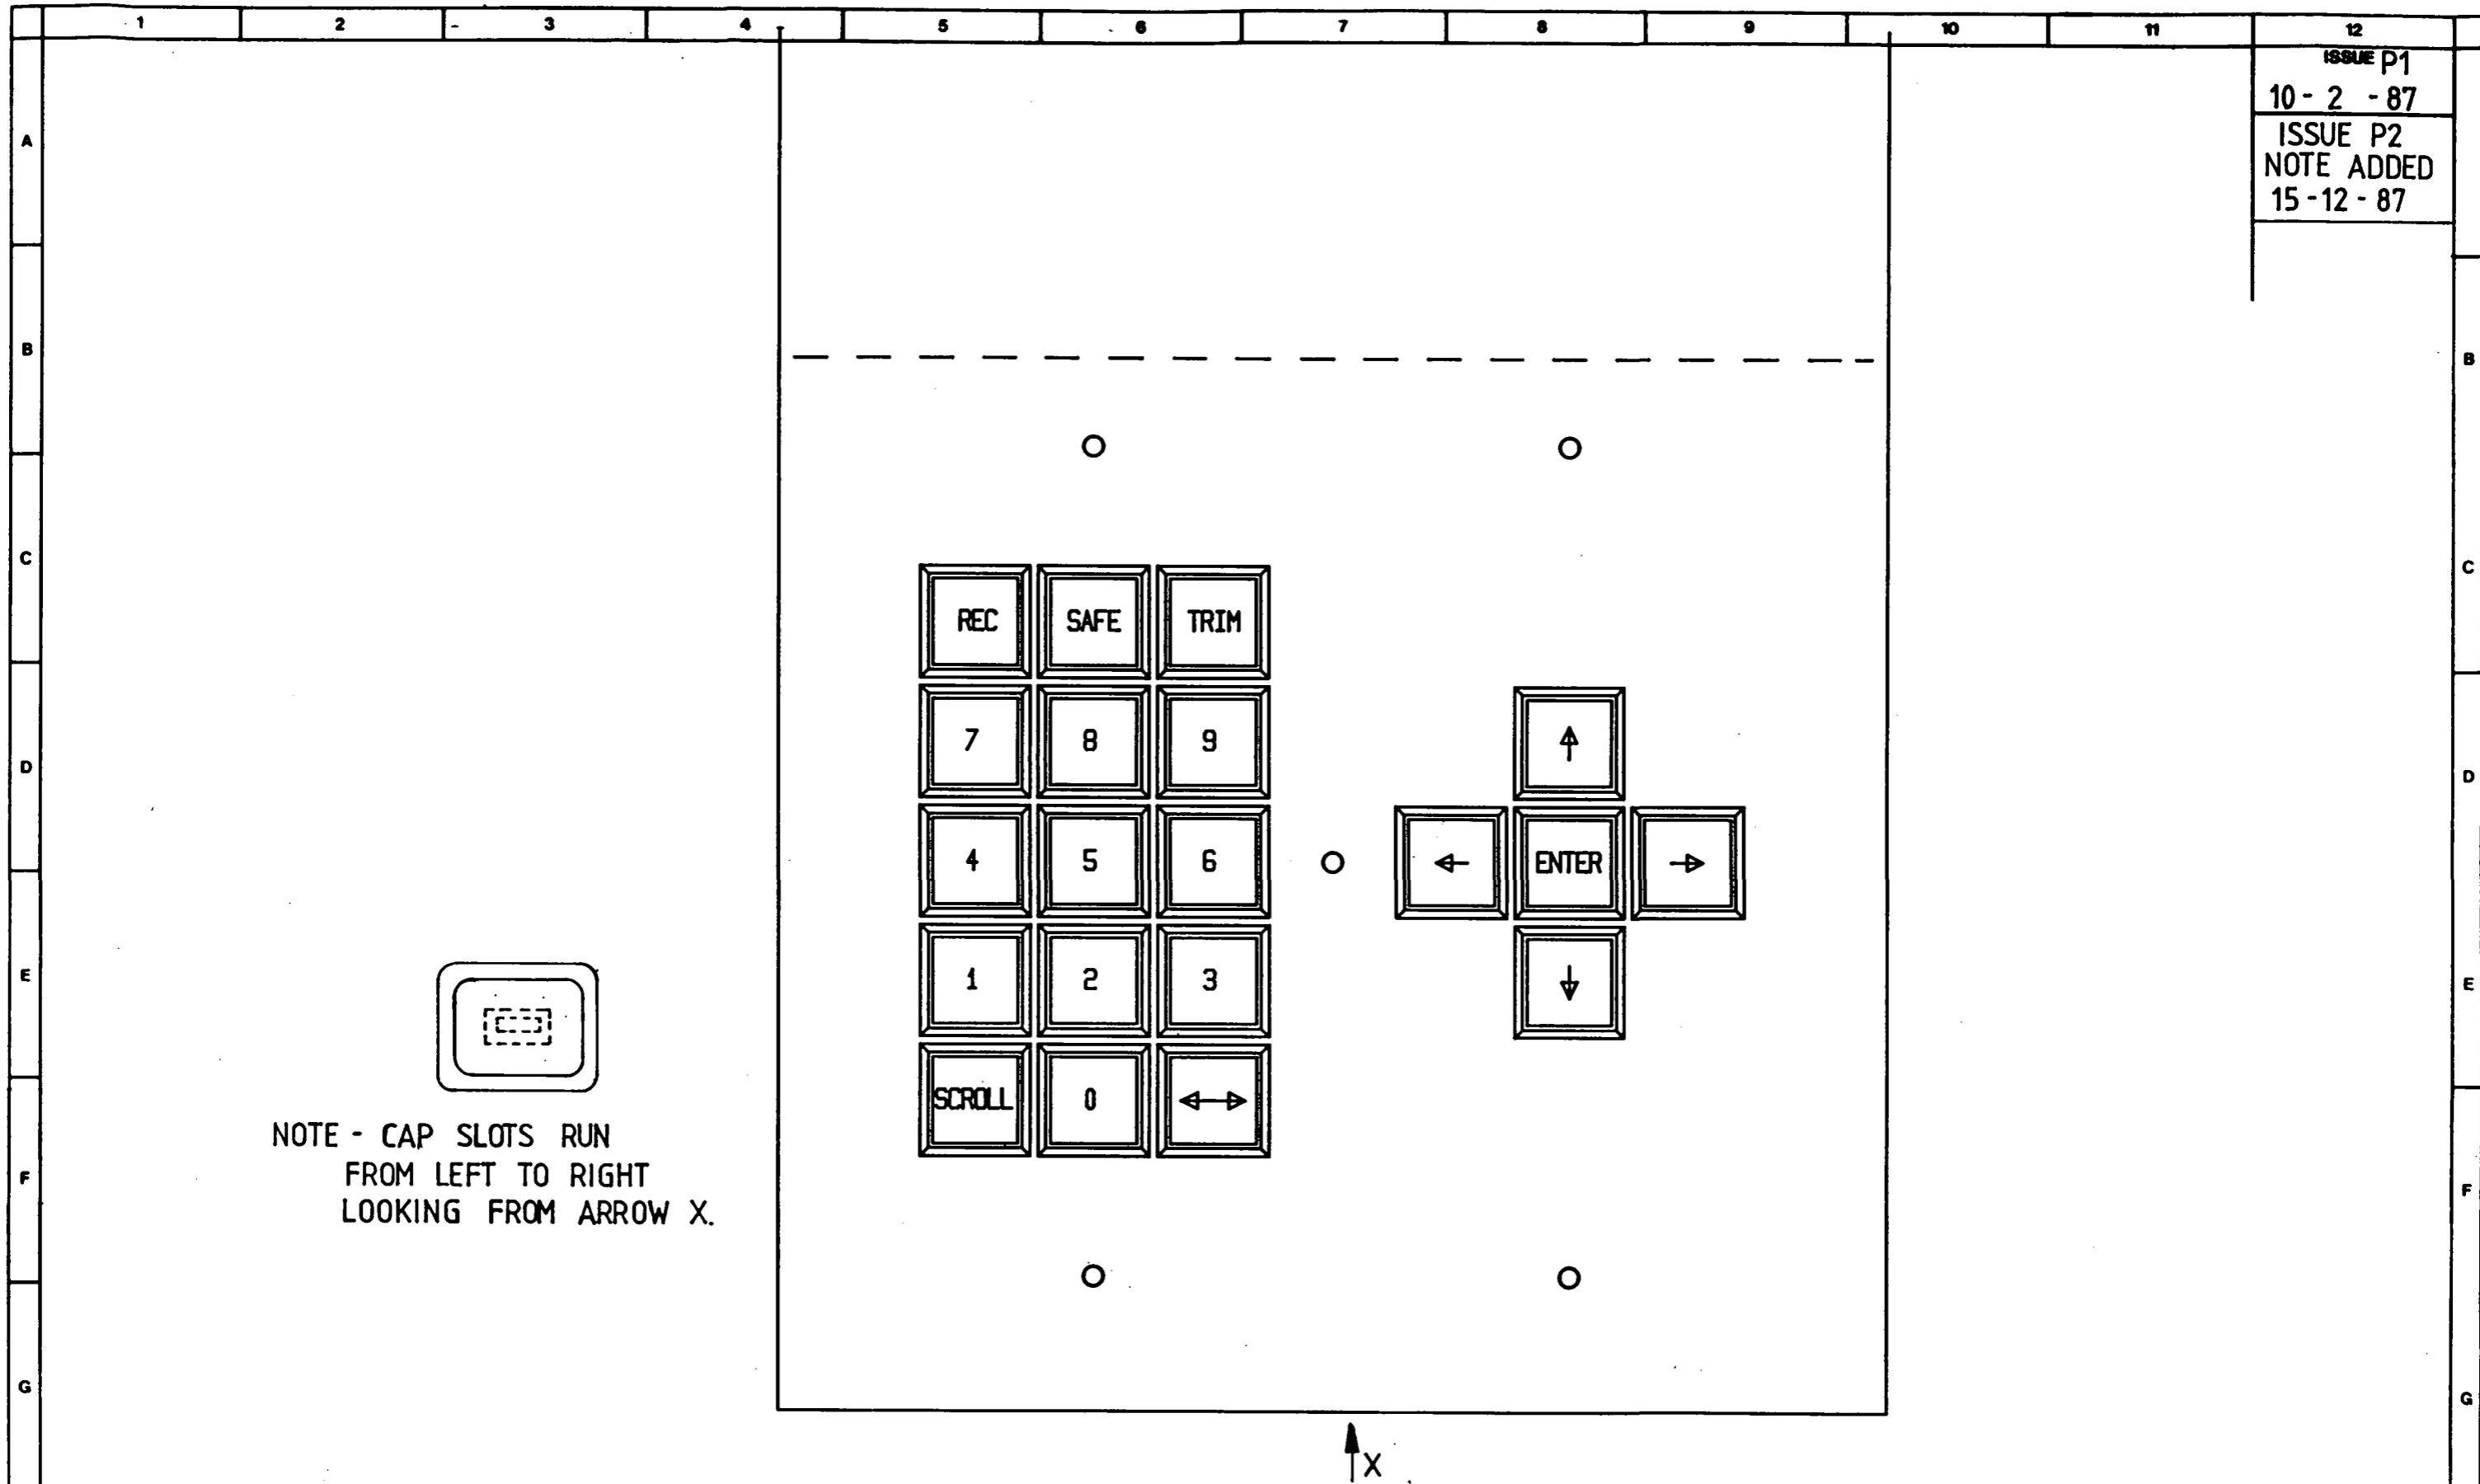 1 2 3 4 5 6 7 8 9 10 11 12
ISSUE P1
10 - 2 - 87
ISSUE P2
NOTE ADDED
15 - 12 - 87
A
B B
C C
REC SAFE TRIM
7 8 9
D D
4 5 6 ENTER
1 2 3
E E
SCROLL 0
NOTE - CAP SLOTS RUN
FROM LEFT TO RIGHT
LOOKING FROM ARROW X.
F F
G G
X